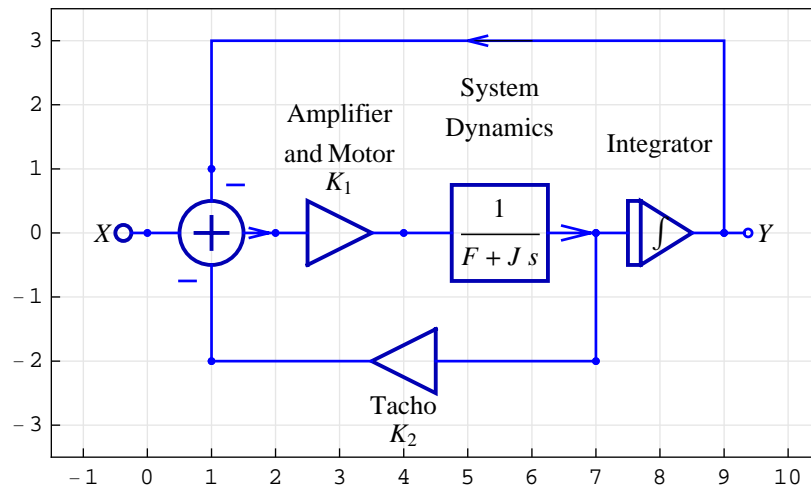 3
System
Amplifier
Dynamics
2
and Motor
Integrator
K1
1
X
+
1
F + J s
∫
Y
0
−
−
-1
-2
Tacho
K2
-3
-1 0 1 2 3 4 5 6 7 8 9 10